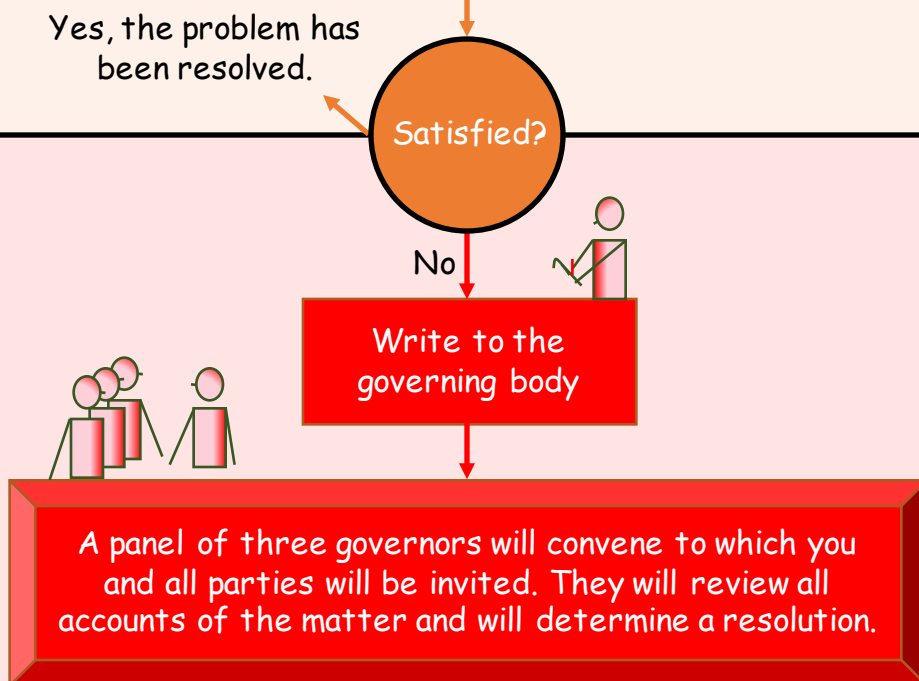 Yes, the problem has
been resolved.
Satisfied?
No
Write to the
governing body
A panel of three governors will convene to which you
and all parties will be invited. They will review all
accounts of the matter and will determine a resolution.